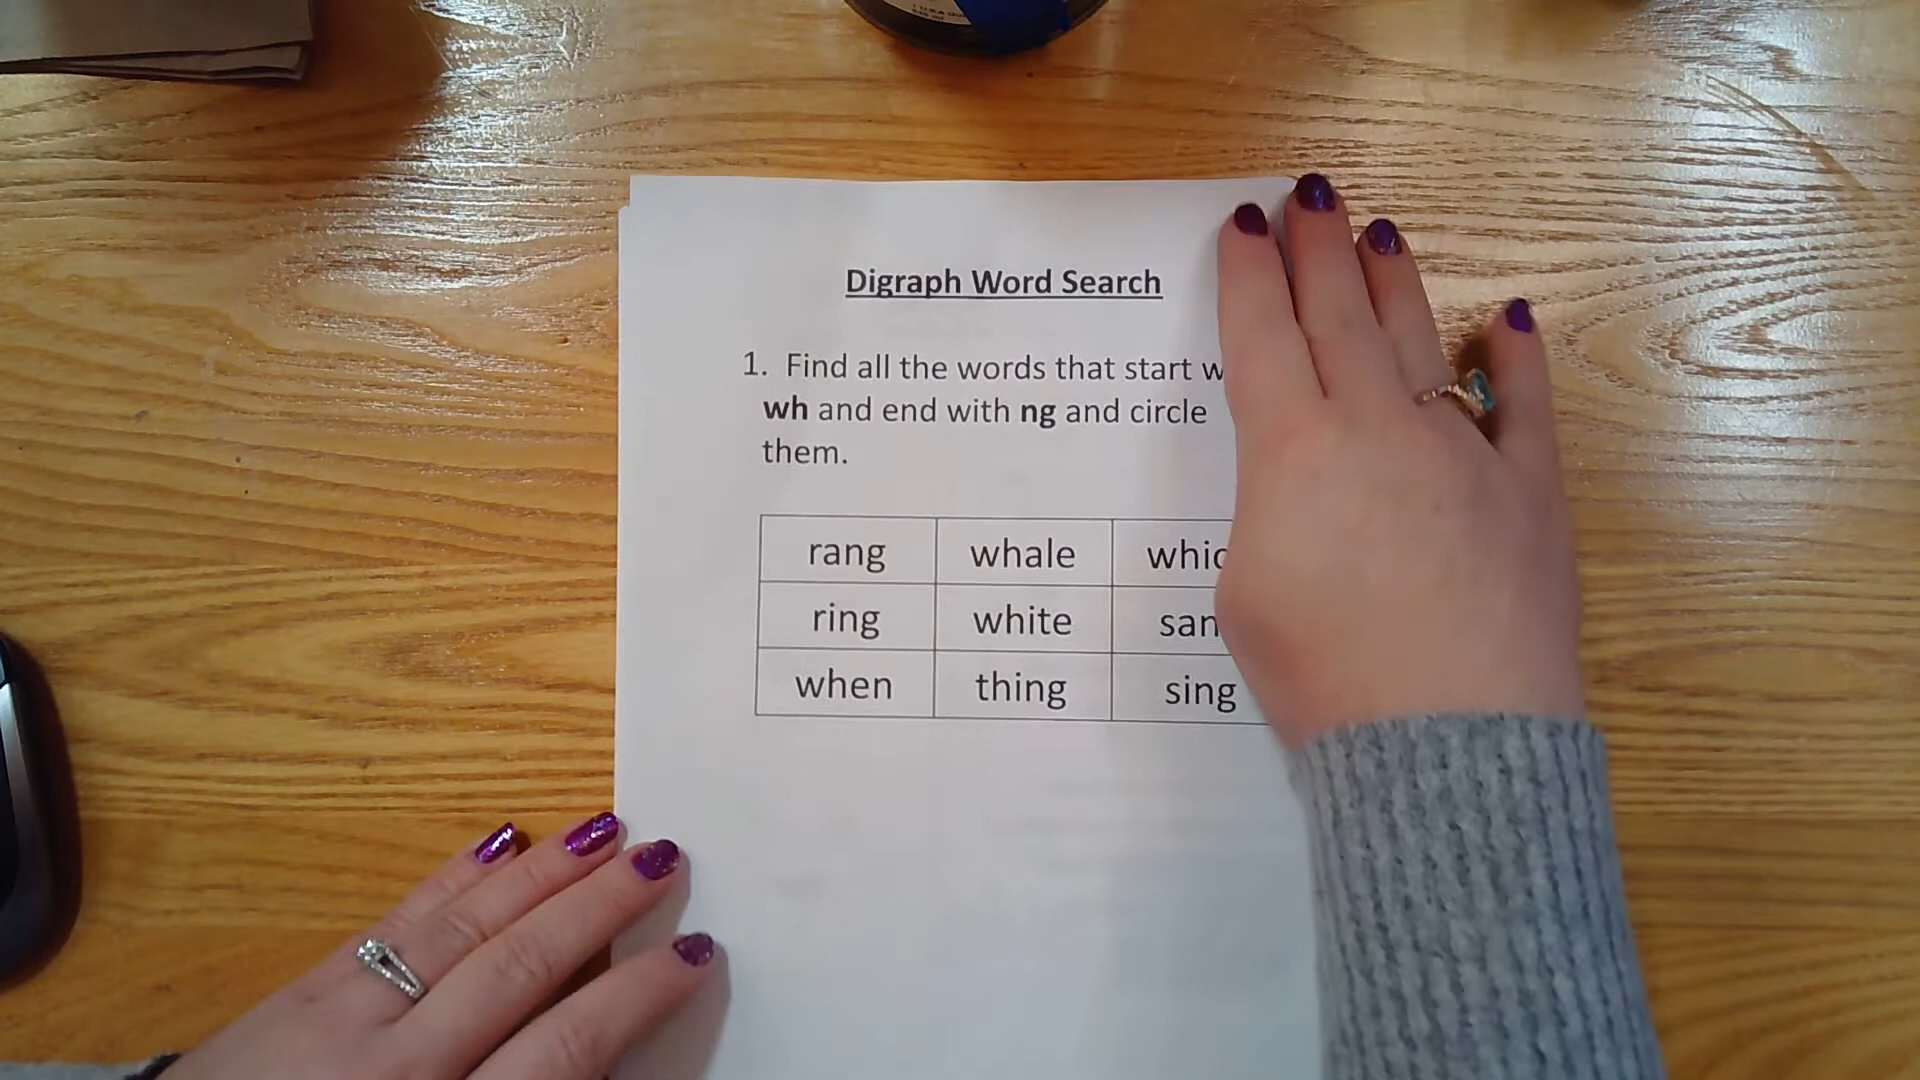 Digraph Word Search
1. Find all the words that start
wh and end with ng and circle
them.
rang whale
ring white
when thing sing